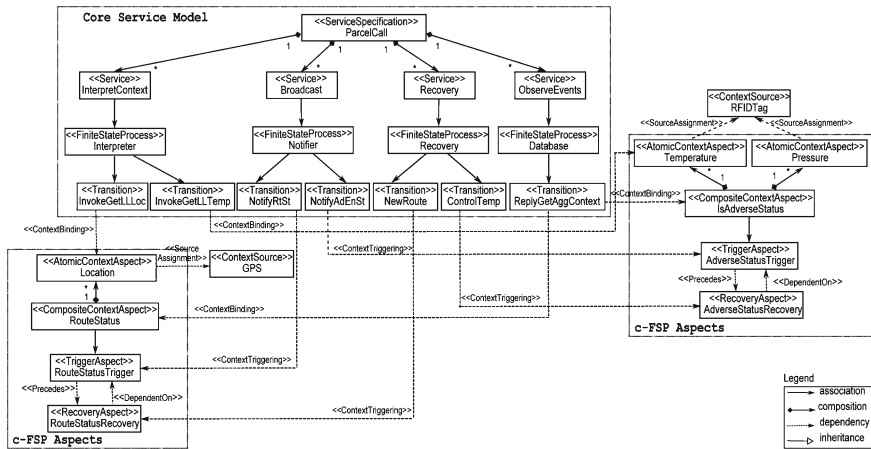 Core Service Model
<<ServiceSpecification>>
ParcelCall
1
1
1
1
*
*
*
*
<<Service>>
InterpretContext
<<Service>>
Broadcast
<<Service>>
Recovery
<<Service>>
ObserveEvents
<<FiniteStateProcess>>
Interpreter
<<FiniteStateProcess>>
Notifier
<<FiniteStateProcess>>
Recovery
<<FiniteStateProcess>>
Database
<<Transition>>
InvokeGetLLLoc
<<Transition>>
InvokeGetLLTemp
<<Transition>>
NotifyRtSt
<<Transition>>
NotifyAdEnSt
<<Transition>>
NewRoute
<<Transition>>
ControlTemp
<<Transition>>
ReplyGetAggContext
<<ContextSource>>
RFIDTag
<<SourceAssignment>>
<<SourceAssignment>>
<<AtomicContextAspect>>
Temperature
<<AtomicContextAspect>>
Pressure
*
*
1
1
<<ContextBinding>>
<<CompositeContextAspect>>
IsAdverseStatus
<<TriggerAspect>>
AdverseStatusTrigger
<<Precedes>>
<<DependentOn>>
<<RecoveryAspect>>
AdverseStatusRecovery
c-FSP Aspects
<<ContextBinding>>
<<ContextBinding>>
<<ContextTriggering>>
<<ContextTriggering>>
<<AtomicContextAspect>>
Location
<<Source
Assignment>>
<<ContextSource>>
GPS
*
1
<<CompositeContextAspect>>
RouteStatus
<<ContextBinding>>
<<TriggerAspect>>
RouteStatusTrigger
<<ContextTriggering>>
<<Precedes>>
<<DependentOn>>
<<RecoveryAspect>>
RouteStatusRecovery
<<ContextTriggering>>
c-FSP Aspects
Legend
association
composition
dependency
inheritance